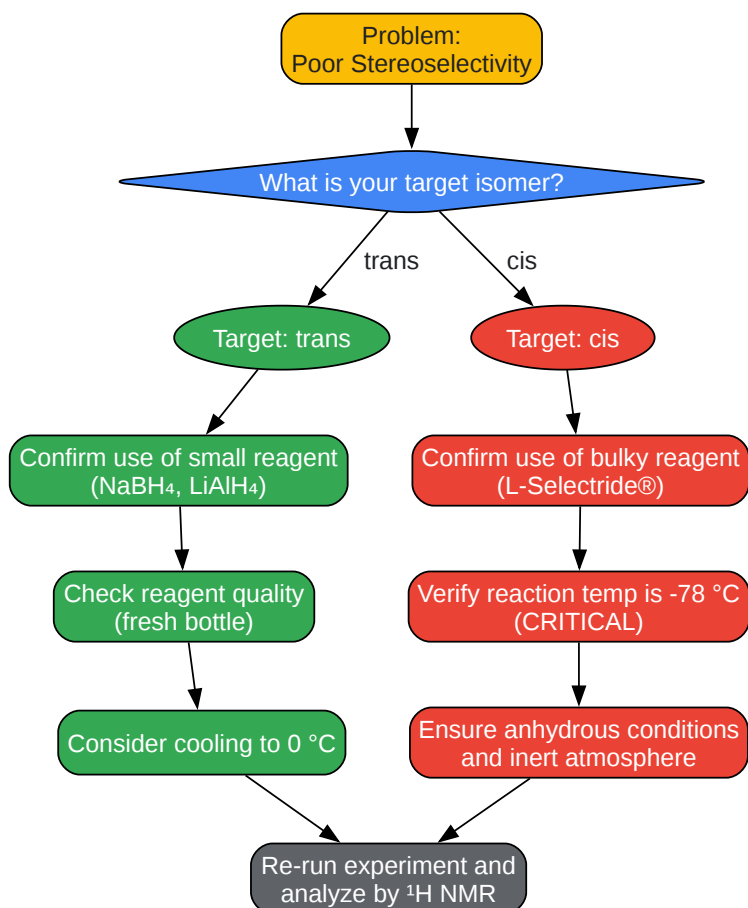 Problem:
Poor Stereoselectivity
What is your target isomer?
trans
cis
Target: trans
Target: cis
Confirm use of small reagent
(NaBH₄, LiAlH₄)
Confirm use of bulky reagent
(L-Selectride®)
Check reagent quality
(fresh bottle)
Verify reaction temp is -78 °C
(CRITICAL)
Consider cooling to 0 °C
Ensure anhydrous conditions
and inert atmosphere
Re-run experiment and
analyze by ¹H NMR